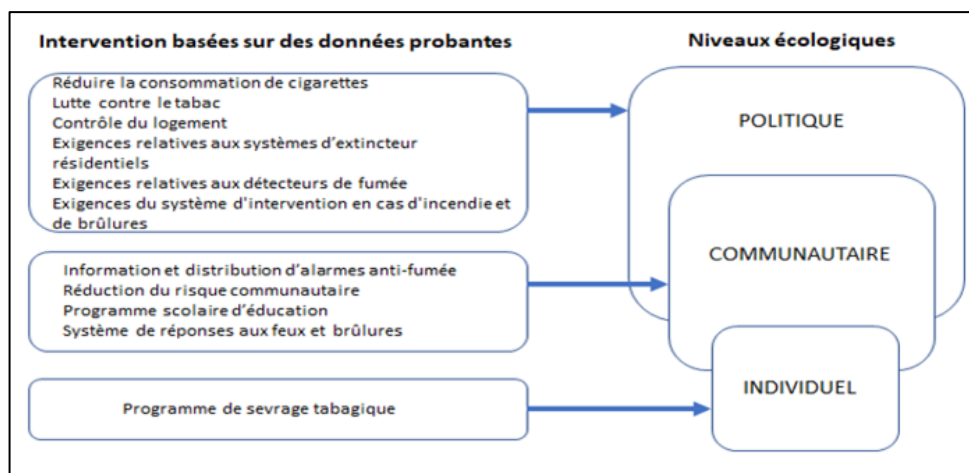 Intervention basées sur des données probantes
Niveaux écologiques
Réduire la consommation de cigarettes
Lutte contre le tabac
Contrôle du logement
Exigences relatives aux systèmes d'extincteur
résidentiels
Exigences relatives aux détecteurs de fumée
Exigences du système d'intervention en cas d'incendie et
de brûlures
POLITIQUE
Information et distribution d'alarmes anti-fumée
Réduction du risque communautaire
Programme scolaire d'éducation
Système de réponses aux feux et brûlures
COMMUNAUTAIRE
Programme de sevrage tabagique
INDIVIDUEL